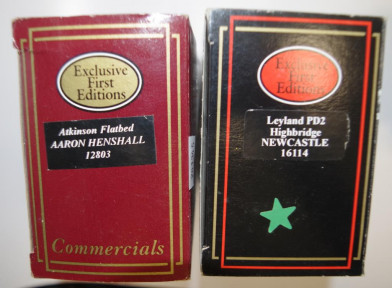 Exclusive
First
Editions
Atkinson Flatbed
AARON HENSHALL
12803
Commercials
Exclusive
First
Editions
Leyland PD2
Highbridge
NEWCASTLE
16114